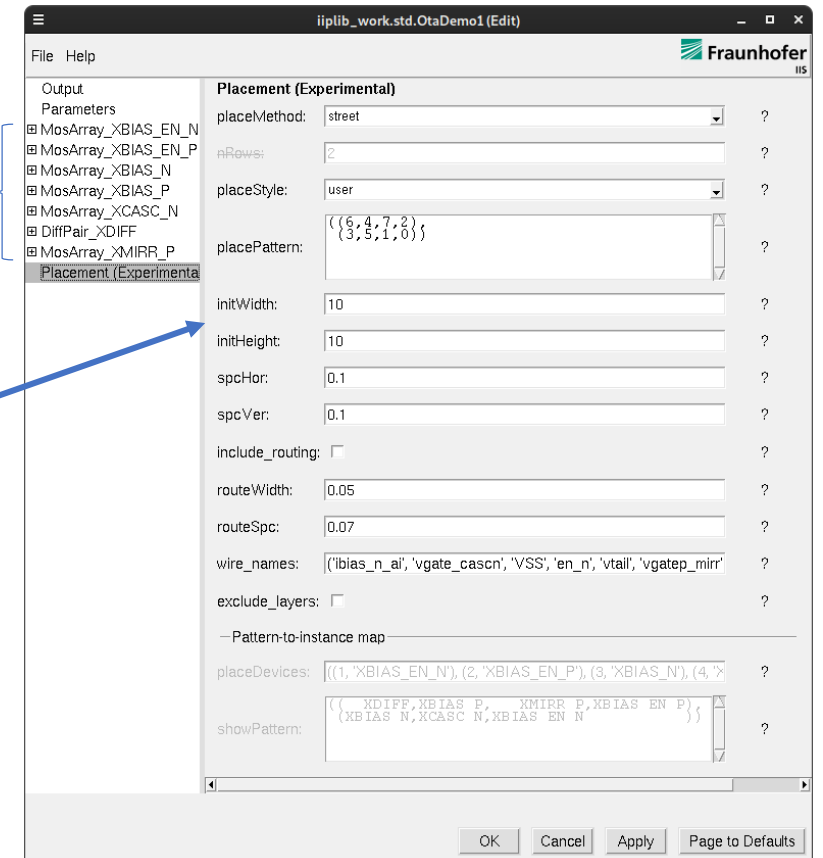 iiplib_work.std.OtaDemo1 (Edit)
File Help
Fraunhofer
IIS
Output
Parameters
MosArray_XBIAS_EN_N
MosArray_XBIAS_EN_P
MosArray_XBIAS_N
MosArray_XBIAS_P
MosArray_XCASC_N
DiffPair_XDIFF
MosArray_XMIRR_P
Placement (Experimenta
Placement (Experimental)
placeMethod: street ?
nRows: 2 ?
placeStyle: user ?
placePattern: ((6,4,7,2),
(3,5,1,0)) ?
initWidth: 10 ?
initHeight: 10 ?
spcHor: 0.1 ?
spcVer: 0.1 ?
include_routing: ?
routeWidth: 0.05 ?
routeSpc: 0.07 ?
wire_names: ('ibias_n_ai', 'vgate_cascn', 'VSS', 'en_n', 'vtail', 'vgatep_mirr' ?
exclude_layers: ?
Pattern-to-instance map
placeDevices: ((1, 'XBIAS_EN_N'), (2, 'XBIAS_EN_P'), (3, 'XBIAS_N'), (4, 'X ?
showPattern: (( XDIFF,XBIAS_P, XMIRR_P,XBIAS_EN_P),
(XBIAS_N,XCASC_N,XBIAS_EN_N )) ?
OK Cancel Apply Page to Defaults